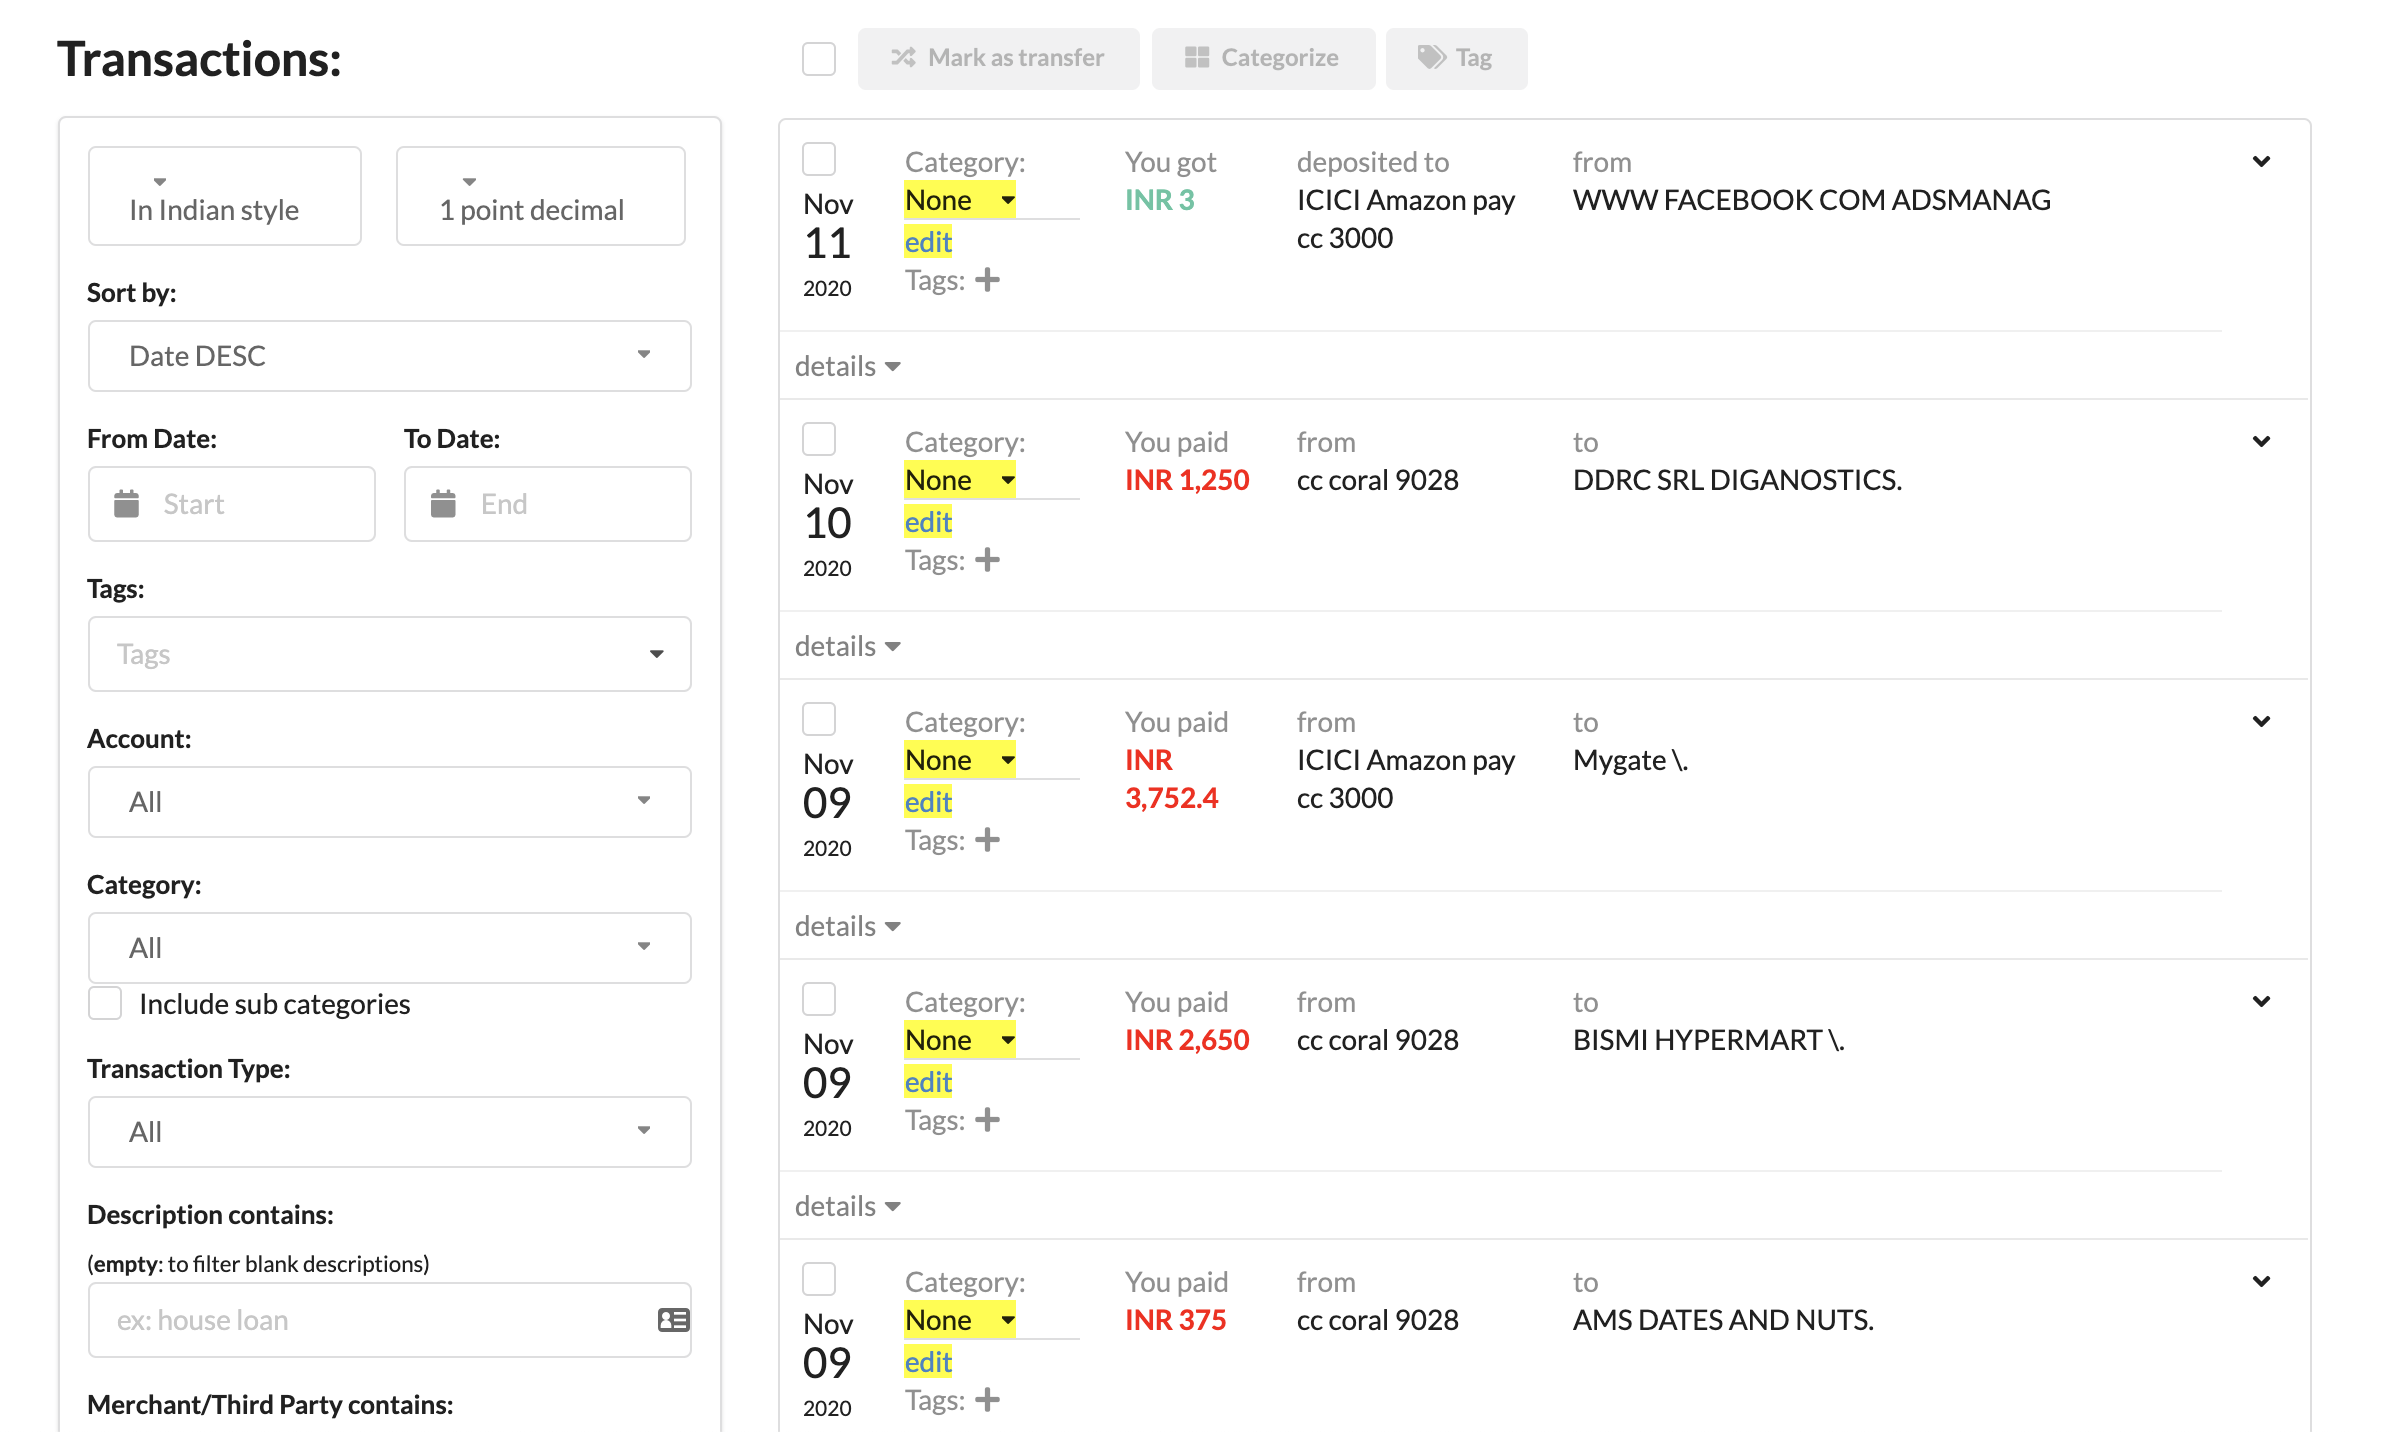 Transactions:
Mark as transfer
Categorize
Tag
In Indian style
1 point decimal
Sort by:
Date DESC
From Date:
To Date:
Start
End
Tags:
Tags
Account:
All
Category:
All
Include sub categories
Transaction Type:
All
Description contains:
(empty: to filter blank descriptions)
ex: house loan
Merchant/Third Party contains:
Nov
11
2020
Category:
None
edit
Tags:
You got
INR 3
deposited to
ICICI Amazon pay
cc 3000
from
WWW FACEBOOK COM ADSMANAG
details
Nov
10
2020
Category:
None
edit
Tags:
You paid
INR 1,250
from
cc coral 9028
to
DDRC SRL DIGANOSTICS.
details
Nov
09
2020
Category:
None
edit
Tags:
You paid
INR
3,752.4
from
ICICI Amazon pay
cc 3000
to
Mygate \.
details
Nov
09
2020
Category:
None
edit
Tags:
You paid
INR 2,650
from
cc coral 9028
to
BISMI HYPERMART \.
details
Nov
09
2020
Category:
None
edit
Tags:
You paid
INR 375
from
cc coral 9028
to
AMS DATES AND NUTS.